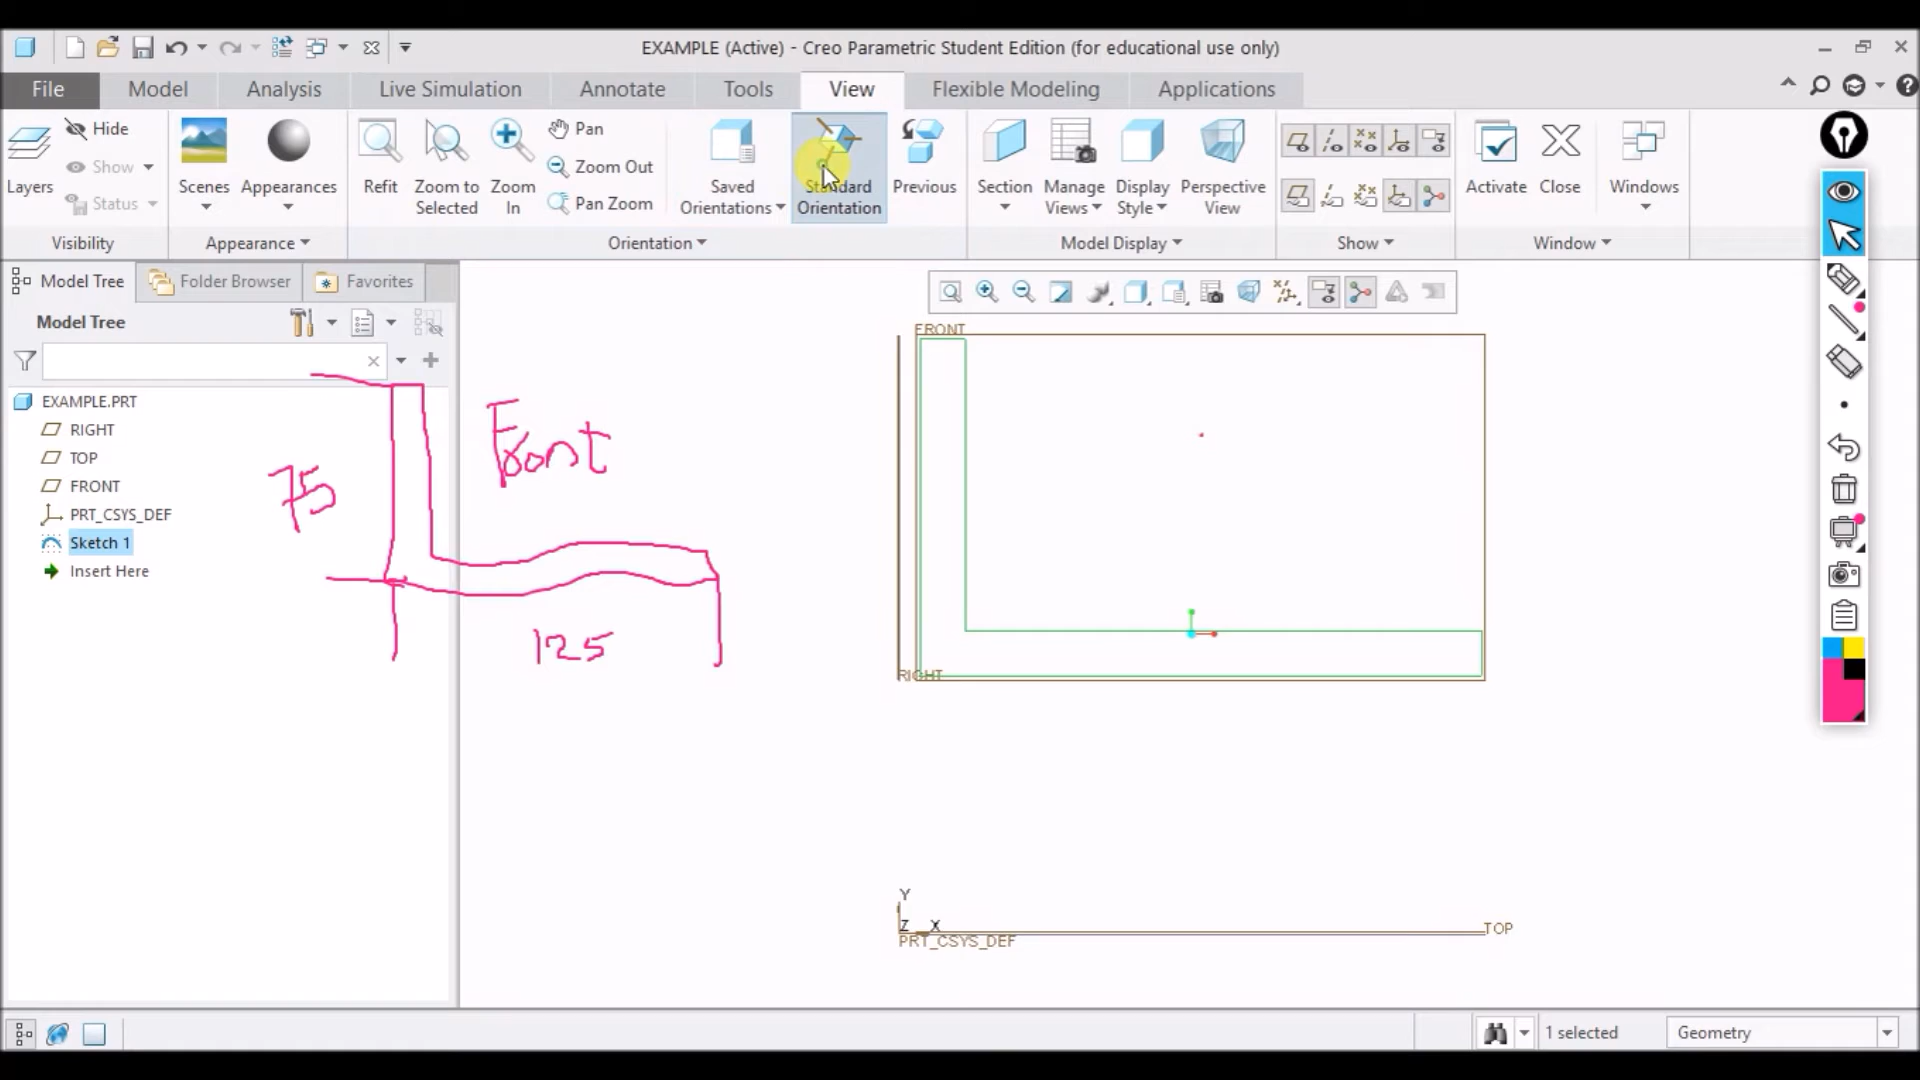 EXAMPLE (Active) - Creo Parametric Student Edition (for educational use only)
File Model Analysis Live Simulation Annotate Tools View Flexible Modeling Applications
Layers Hide Show Status
Scenes Appearances
Refit Zoom to Selected Zoom In Pan Zoom Out Pan Zoom
Saved Orientations Standard Orientation Previous
Section Manage Views Display Style Perspective View
Activate Close Windows
Visibility Appearance Orientation Model Display Show Window
Model Tree Folder Browser Favorites
Model Tree
EXAMPLE.PRT
RIGHT
TOP
FRONT
PRT_CSYS_DEF
Sketch 1
Insert Here
75
Front
125
FRONT
RIGHT
Y
Z X
PRT_CSYS_DEF
TOP
1 selected Geometry